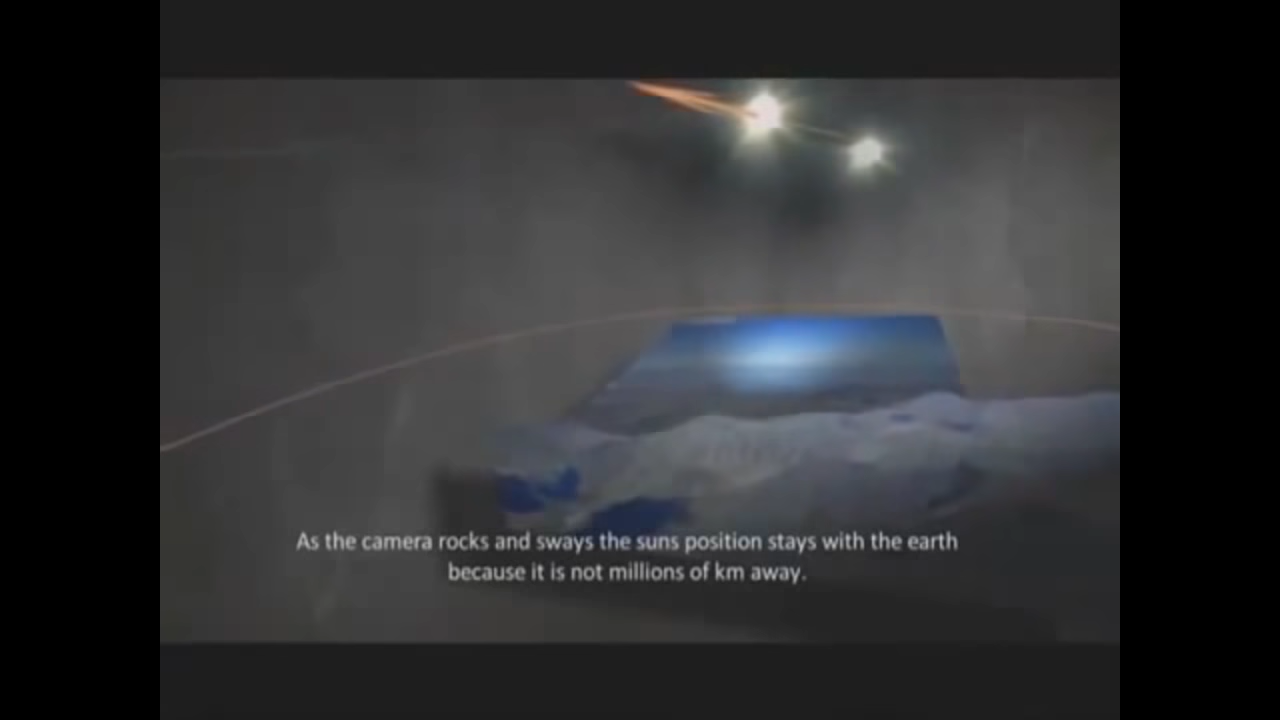 As the camera rocks and sways the suns position stays with the earth
because it is not millions of km away.